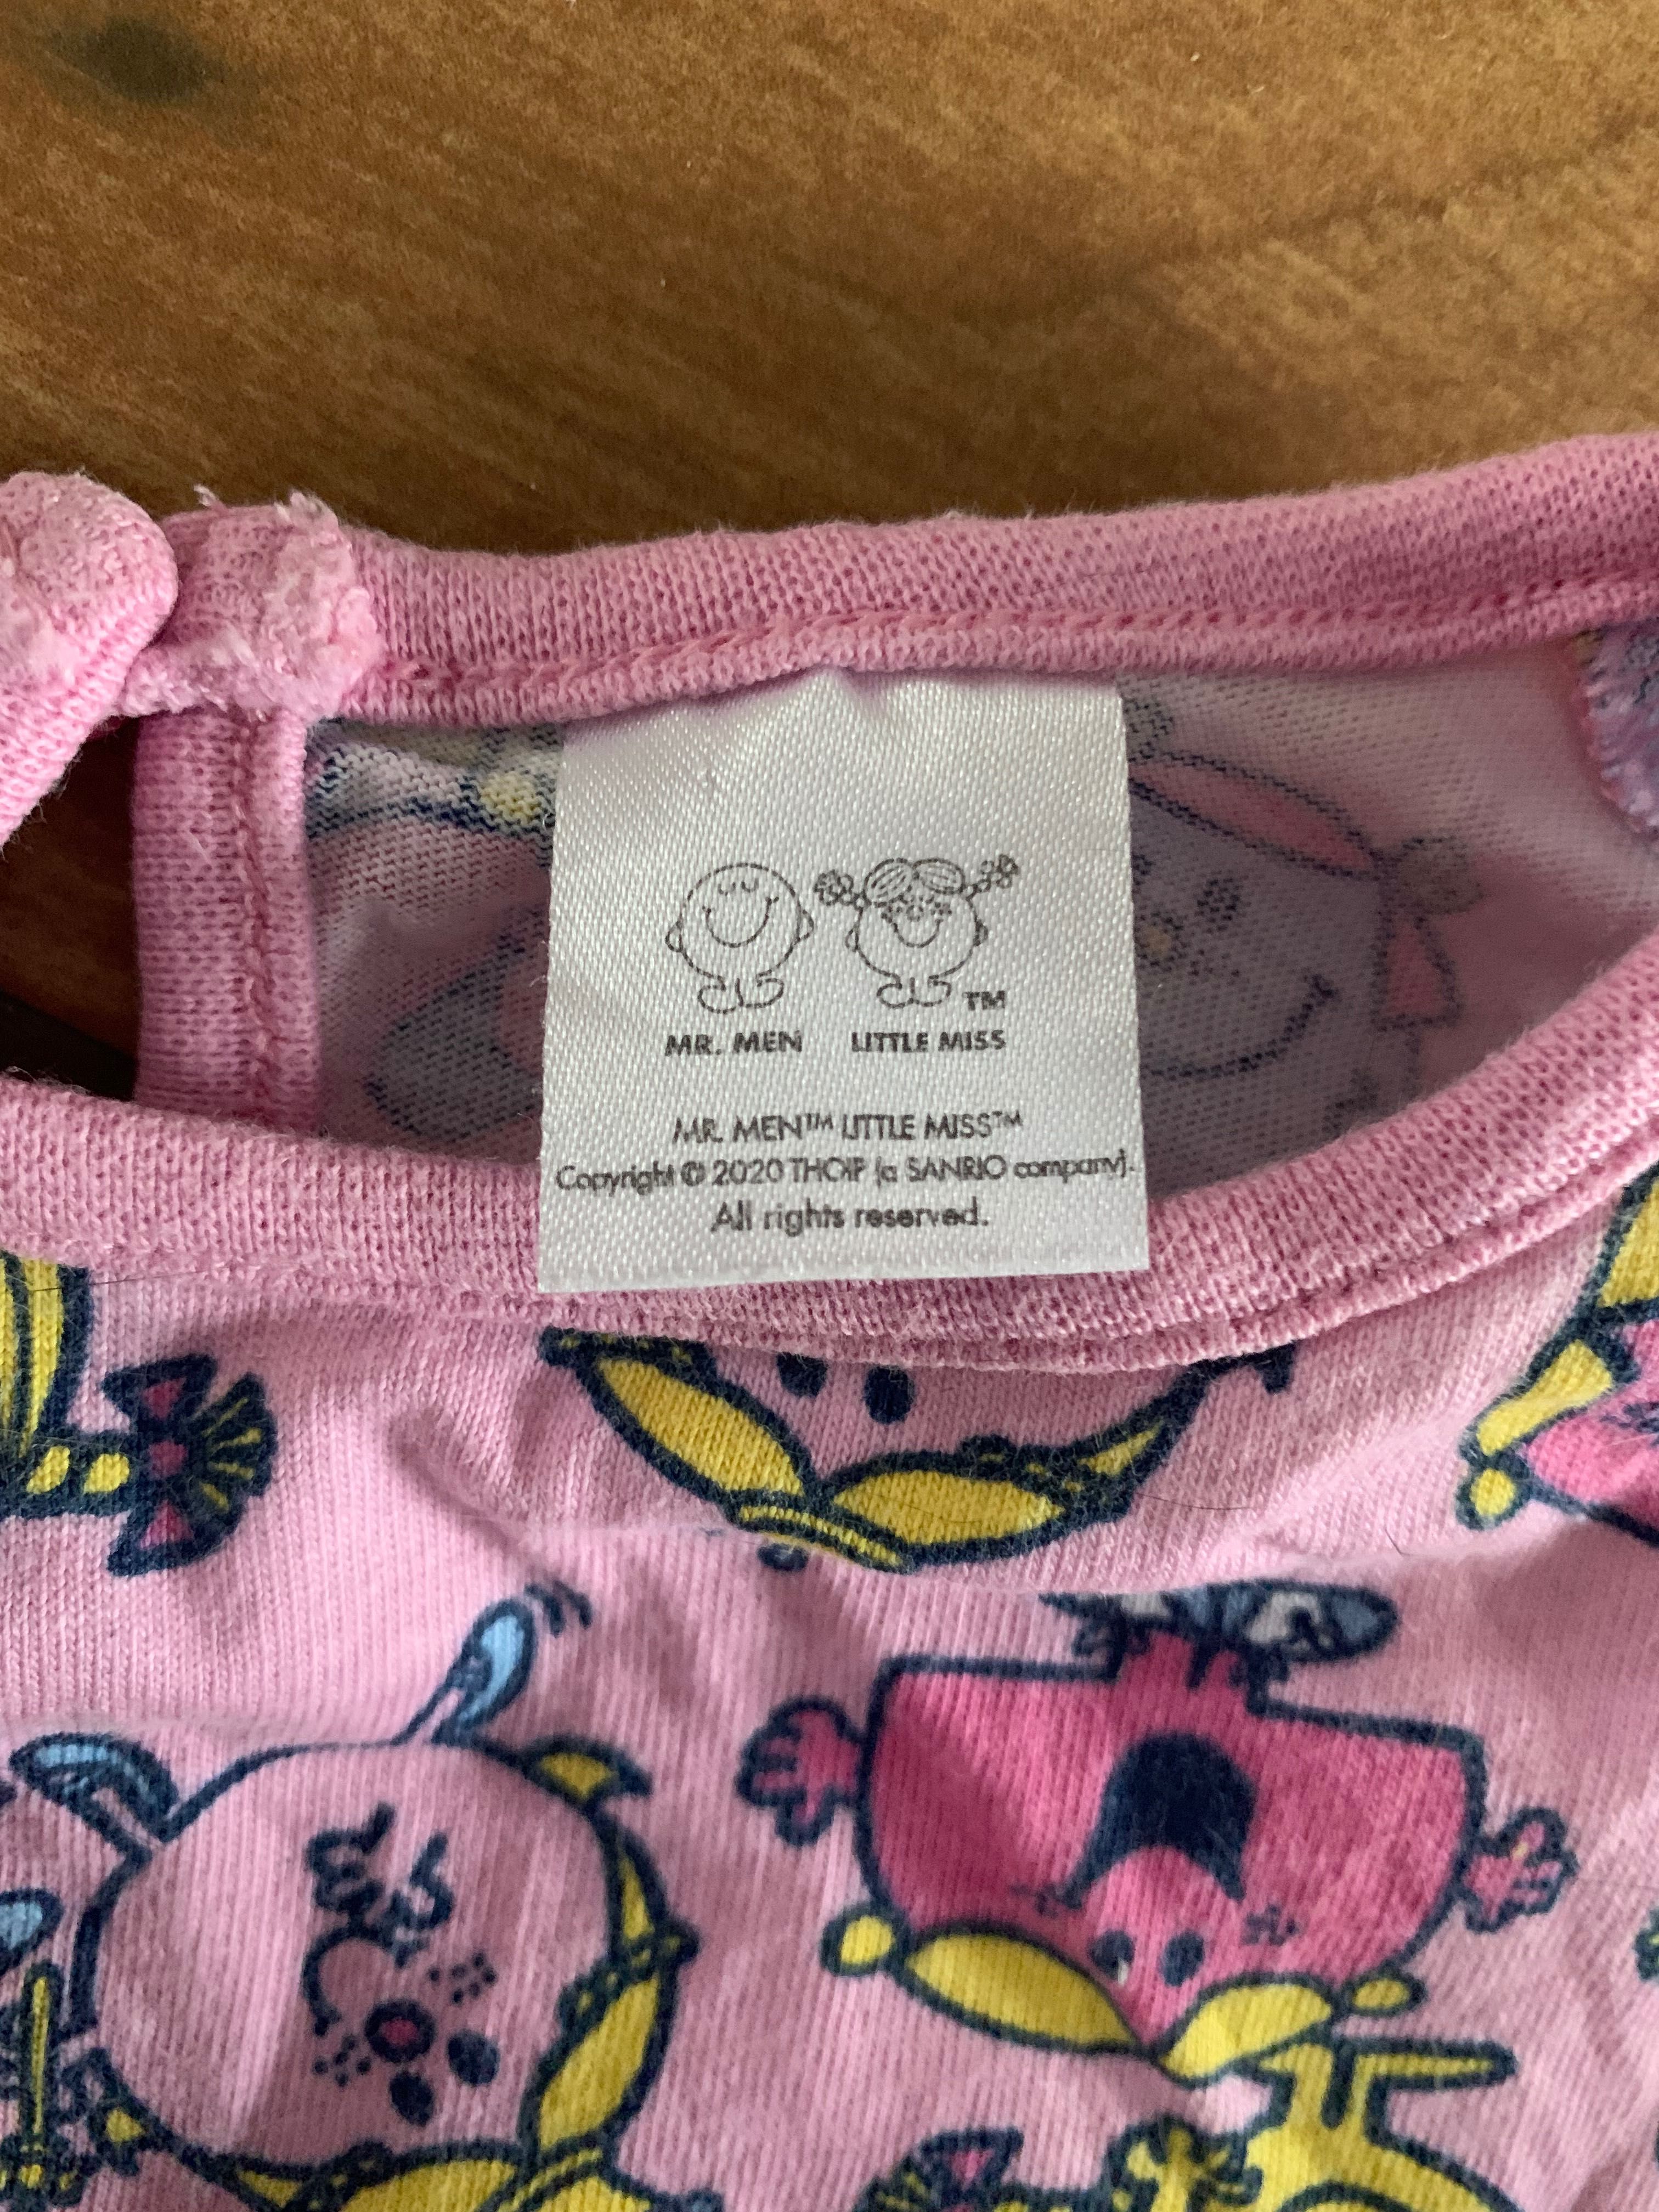 TM
MR. MEN LITTLE MISS
MR. MEN™ LITTLE MISS™
Copyright © 2020 THOIP (a SANRIO company).
All rights reserved.